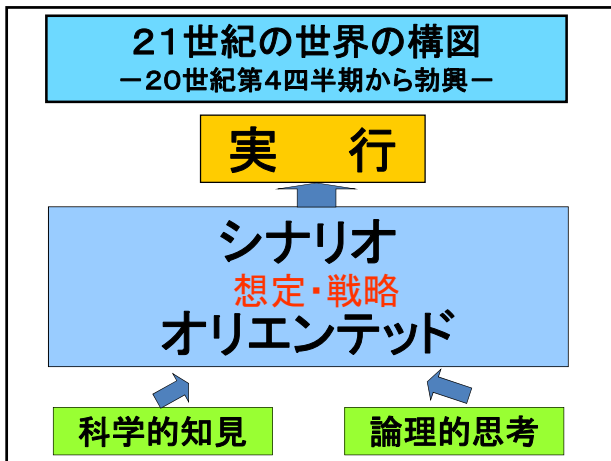 21世紀の世界の構図
－20世紀第4四半期から勃興－
実　行
シナリオ
想定・戦略
オリエンテッド
科学的知見
論理的思考